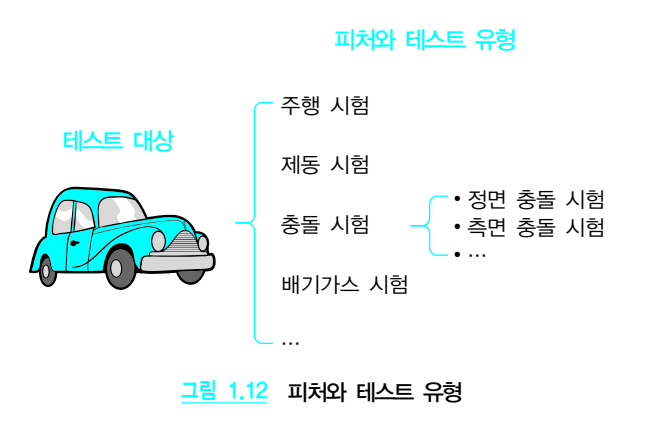 피처와 테스트 유형
테스트 대상
주행 시험
제동 시험
충돌 시험
• 정면 충돌 시험
• 측면 충돌 시험
• …
배기가스 시험
…
그림 1.12 피처와 테스트 유형